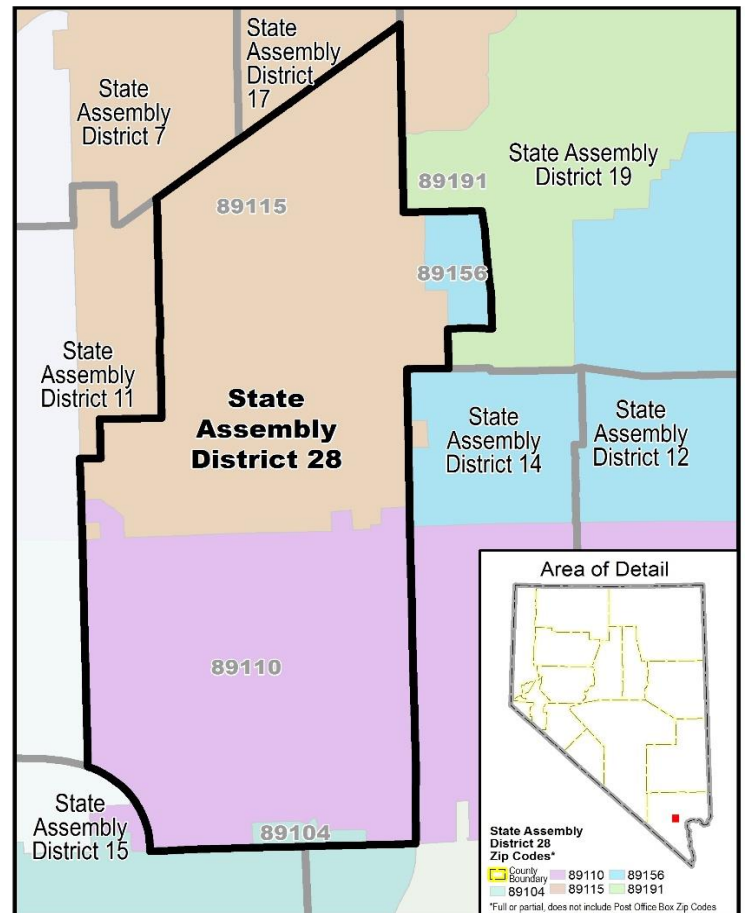 State
Assembly
District
17
State
Assembly
District 7
State Assembly
District 19
89191
89115
89156
State
Assembly
District 11
State
Assembly
District 28
State
Assembly
District 14
State
Assembly
District 12
89110
State
Assembly
District 15
89104
Area of Detail
State Assembly
District 28
Zip Codes*
County
Boundary
89110
89156
89104
89115
89191
*Full or partial, does not include Post Office Box Zip Codes